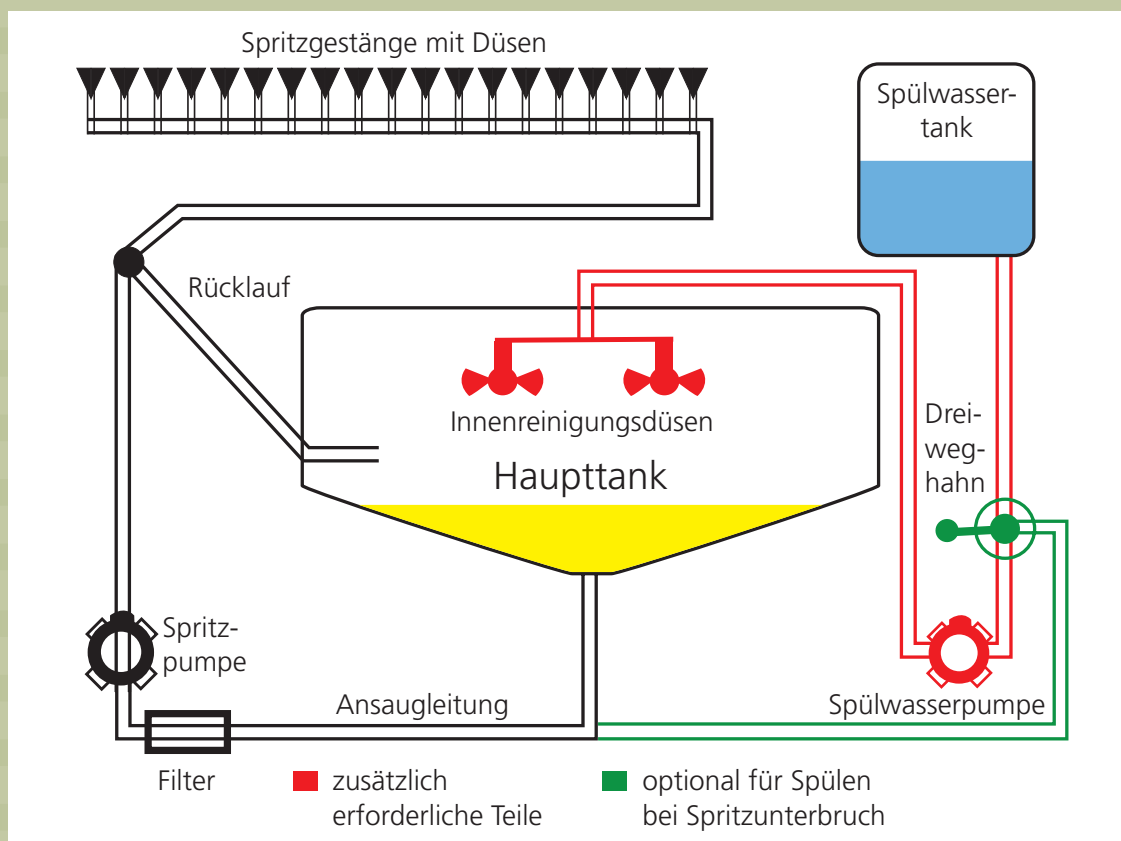 Spritzgestänge mit Düsen
Spülwasser-
tank
Rücklauf
Innenreinigungsdüsen
Haupttank
Drei-
weg-
hahn
Spritz-
pumpe
Ansaugleitung
Spülwasserpumpe
Filter
zusätzlich
erforderliche Teile
optional für Spülen
bei Spritzunterbruch